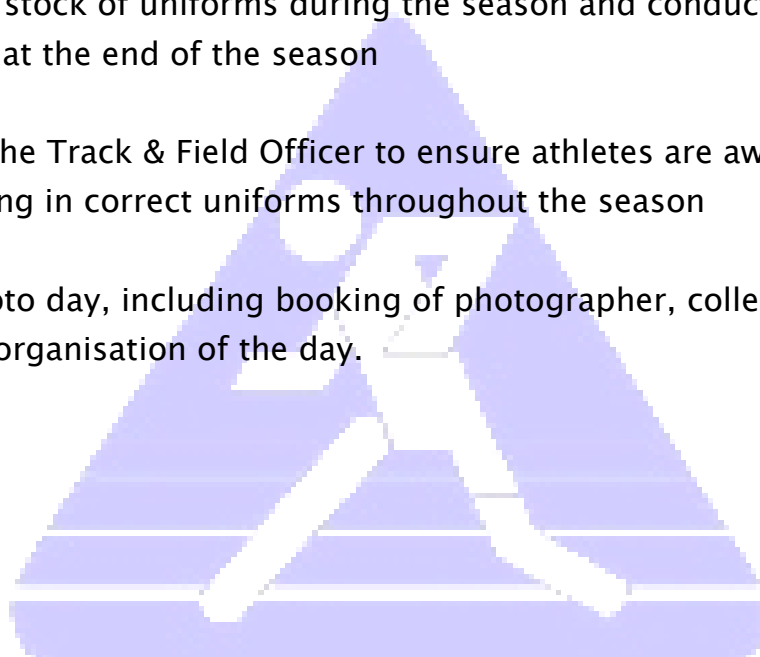 stock of uniforms during the season and conduc
at the end of the season
he Track & Field Officer to ensure athletes are aw
ng in correct uniforms throughout the season
oto day, including booking of photographer, colle
organisation of the day.